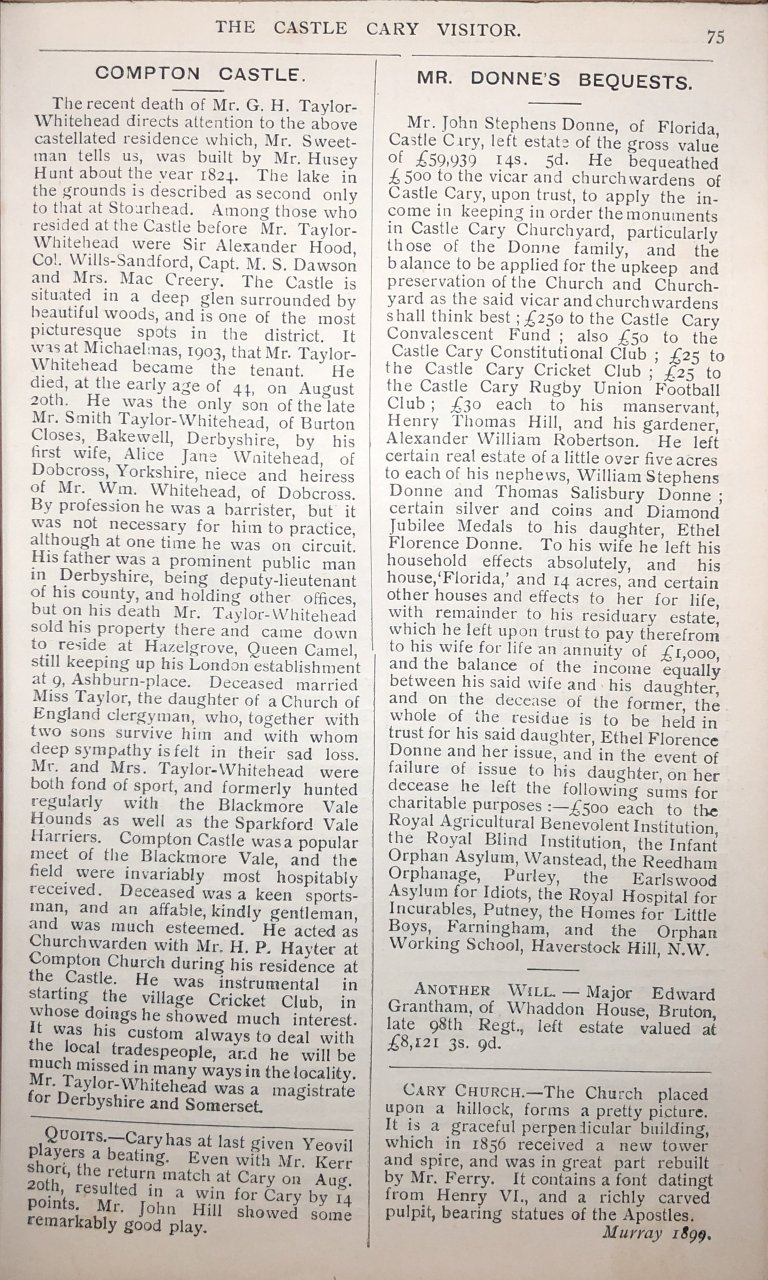 THE CASTLE CARY VISITOR.
75
COMPTON CASTLE.
The recent death of Mr. G. H. Taylor-
Whitehead directs attention to the above
castellated residence which, Mr. Sweet-
man tells us, was built by Mr. Husey
Hunt about the year 1824. The lake in
the grounds is described as second only
to that at Stourhead. Among those who
resided at the Castle before Mr. Taylor-
Whitehead were Sir Alexander Hood,
Col. Wills-Sandford, Capt. M. S. Dawson
and Mrs. Mac Creery. The Castle is
situated in a deep glen surrounded by
beautiful woods, and is one of the most
picturesque spots in the district. It
was at Michaelmas, 1903, that Mr. Taylor-
Whitehead became the tenant. He
died, at the early age of 44, on August
20th. He was the only son of the late
Mr. Smith Taylor-Whitehead, of Burton
Closes, Bakewell, Derbyshire, by his
first wife, Alice Jane Whitehead, of
Dobcross, Yorkshire, niece and heiress
of Mr. Wm. Whitehead, of Dobcross.
By profession he was a barrister, but it
was not necessary for him to practice,
although at one time he was on circuit.
His father was a prominent public man
in Derbyshire, being deputy-lieutenant
of his county, and holding other offices,
but on his death Mr. Taylor-Whitehead
sold his property there and came down
to reside at Hazelgrove, Queen Camel,
still keeping up his London establishment
at 9, Ashburn-place. Deceased married
Miss Taylor, the daughter of a Church of
England clergyman, who, together with
two sons survive him and with whom
deep sympathy is felt in their sad loss.
Mr. and Mrs. Taylor-Whitehead were
both fond of sport, and formerly hunted
regularly with the Blackmore Vale
Hounds as well as the Sparkford Vale
Harriers. Compton Castle was a popular
meet of the Blackmore Vale, and the
field were invariably most hospitably
received. Deceased was a keen sports-
man, and an affable, kindly gentleman,
and was much esteemed. He acted as
Churchwarden with Mr. H. P. Hayter at
Compton Church during his residence at
the Castle. He was instrumental in
starting the village Cricket Club, in
whose doings he showed much interest.
It was his custom always to deal with
the local tradespeople, and he will be
much missed in many ways in the locality.
Mr. Taylor-Whitehead was a magistrate
for Derbyshire and Somerset.
QUOITS.—Cary has at last given Yeovil
players a beating. Even with Mr. Kerr
short, the return match at Cary on Aug.
20th, resulted in a win for Cary by 14
points. Mr. John Hill showed some
remarkably good play.
MR. DONNE'S BEQUESTS.
Mr. John Stephens Donne, of Florida,
Castle Cary, left estate of the gross value
of £59,939 14s. 5d. He bequeathed
£500 to the vicar and churchwardens of
Castle Cary, upon trust, to apply the in-
come in keeping in order the monuments
in Castle Cary Churchyard, particularly
those of the Donne family, and the
balance to be applied for the upkeep and
preservation of the Church and Church-
yard as the said vicar and churchwardens
shall think best ; £250 to the Castle Cary
Convalescent Fund ; also £50 to the
Castle Cary Constitutional Club ; £25 to
the Castle Cary Cricket Club ; £25 to
the Castle Cary Rugby Union Football
Club ; £30 each to his manservant,
Henry Thomas Hill, and his gardener,
Alexander William Robertson. He left
certain real estate of a little over five acres
to each of his nephews, William Stephens
Donne and Thomas Salisbury Donne ;
certain silver and coins and Diamond
Jubilee Medals to his daughter, Ethel
Florence Donne. To his wife he left his
household effects absolutely, and his
house,'Florida,' and 14 acres, and certain
other houses and effects to her for life,
with remainder to his residuary estate,
which he left upon trust to pay therefrom
to his wife for life an annuity of £1,000,
and the balance of the income equally
between his said wife and his daughter,
and on the decease of the former, the
whole of the residue is to be held in
trust for his said daughter, Ethel Florence
Donne and her issue, and in the event of
failure of issue to his daughter, on her
decease he left the following sums for
charitable purposes :—£500 each to the
Royal Agricultural Benevolent Institution,
the Royal Blind Institution, the Infant
Orphan Asylum, Wanstead, the Reedham
Orphanage, Purley, the Earlswood
Asylum for Idiots, the Royal Hospital for
Incurables, Putney, the Homes for Little
Boys, Farningham, and the Orphan
Working School, Haverstock Hill, N.W.
ANOTHER WILL. — Major Edward
Grantham, of Whaddon House, Bruton,
late 98th Regt., left estate valued at
£8,121 3s. 9d.
CARY CHURCH.—The Church placed
upon a hillock, forms a pretty picture.
It is a graceful perpendicular building,
which in 1856 received a new tower
and spire, and was in great part rebuilt
by Mr. Ferry. It contains a font datingt
from Henry VI., and a richly carved
pulpit, bearing statues of the Apostles.
Murray 1899.